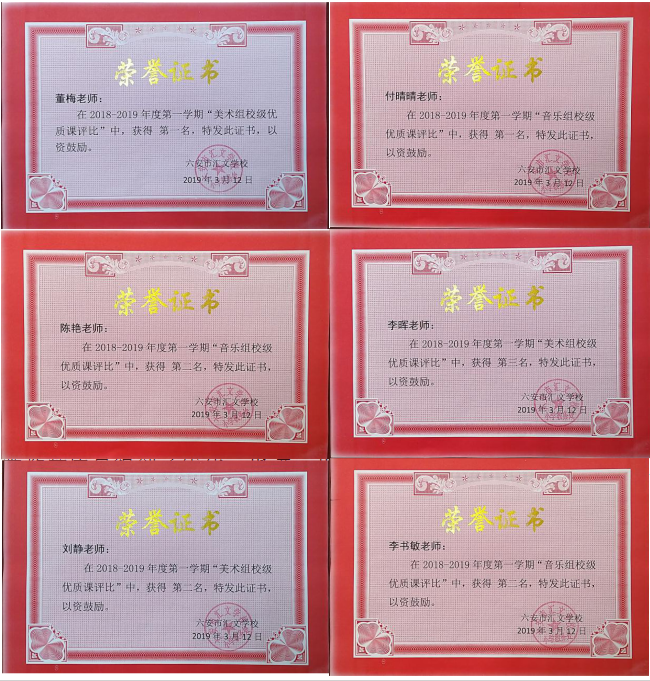 荣誉证书
董梅老师：
在 2018-2019 年度第一学期“美术组校级优
质课评比”中，获得 第一名，特发此证书，以
资鼓励。
六安市汇文学校
2019 年 3 月 12 日
荣誉证书
付晴晴老师：
在 2018-2019 年度第一学期“音乐组校级
优质课评比”中，获得 第一名，特发此证书，
以资鼓励。
六安市汇文学校
2019 年 3 月 12 日
荣誉证书
陈艳老师：
在 2018-2019 年度第一学期“音乐组校级
优质课评比”中，获得 第二名，特发此证书，
以资鼓励。
六安市汇文学校
2019 年 3 月 12 日
荣誉证书
李晖老师：
在 2018-2019 年度第一学期“美术组校级
优质课评比”中，获得 第三名，特发此证书，
以资鼓励。
六安市汇文学校
2019 年 3 月 12 日
荣誉证书
刘静老师：
在 2018-2019 年度第一学期“美术组校级
优质课评比”中，获得 第二名，特发此证书，
以资鼓励。
六安市汇文学校
2019 年 3 月 12 日
荣誉证书
李书敏老师：
在 2018-2019 年度第一学期“音乐组校级
优质课评比”中，获得 第二名，特发此证书，
以资鼓励。
六安市汇文学校
2019 年 3 月 12 日